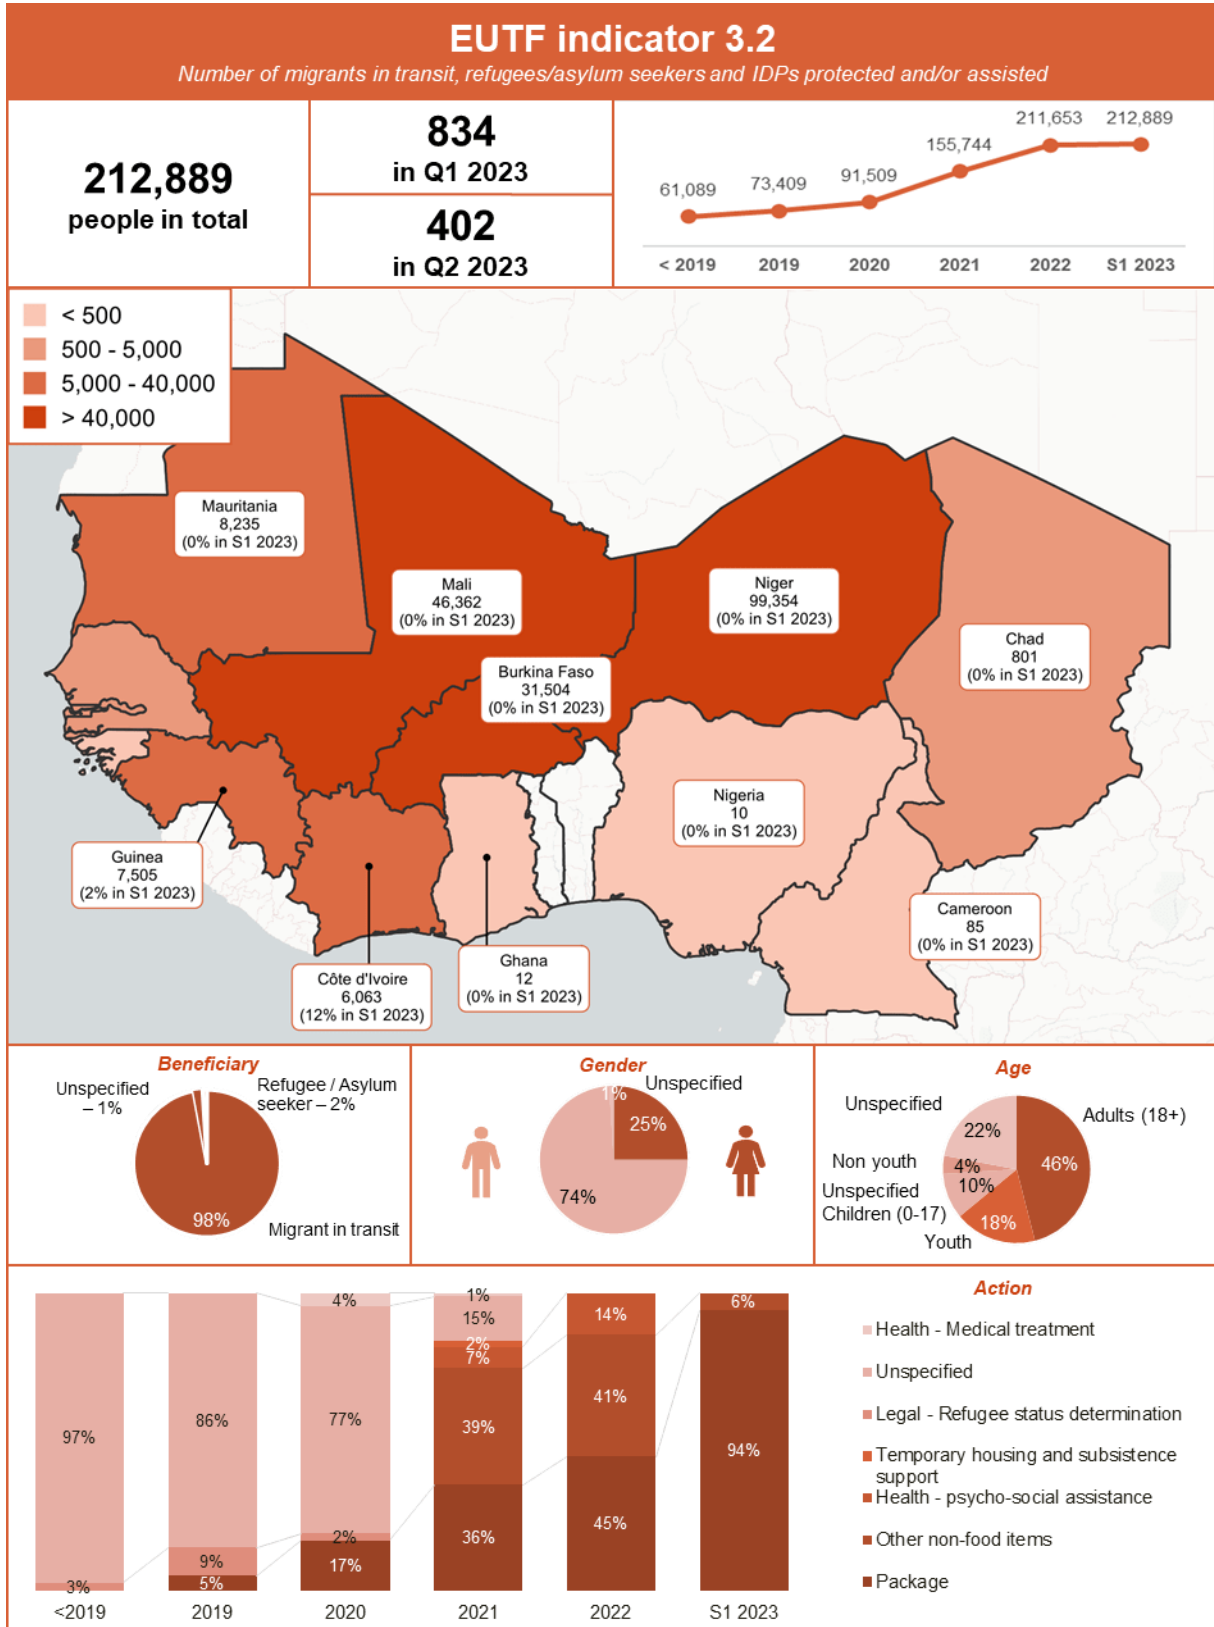 EUTF indicator 3.2
Number of migrants in transit, refugees/asylum seekers and IDPs protected and/or assisted
212,889
people in total
834
in Q1 2023
402
in Q2 2023
61,089
73,409
91,509
155,744
211,653
212,889
< 2019
2019
2020
2021
2022
S1 2023
< 500
500 - 5,000
5,000 - 40,000
> 40,000
Mauritania
8,235
(0% in S1 2023)
Mali
46,362
(0% in S1 2023)
Niger
99,354
(0% in S1 2023)
Chad
801
(0% in S1 2023)
Burkina Faso
31,504
(0% in S1 2023)
Nigeria
10
(0% in S1 2023)
Guinea
7,505
(2% in S1 2023)
Cameroon
85
(0% in S1 2023)
Côte d'Ivoire
6,063
(12% in S1 2023)
Ghana
12
(0% in S1 2023)
Beneficiary
Unspecified
– 1%
Refugee / Asylum
seeker – 2%
98%
Migrant in transit
Gender
1%
Unspecified
25%
74%
Age
Unspecified
22%
Adults (18+)
46%
Non youth
4%
Unspecified
10%
Children (0-17)
18%
Youth
Action
Health - Medical treatment
Unspecified
Legal - Refugee status determination
Temporary housing and subsistence
support
Health - psycho-social assistance
Other non-food items
Package
97%
3%
<2019
86%
9%
5%
2019
4%
77%
2%
17%
2020
1%
15%
2%
7%
39%
36%
2021
14%
41%
45%
2022
6%
94%
S1 2023